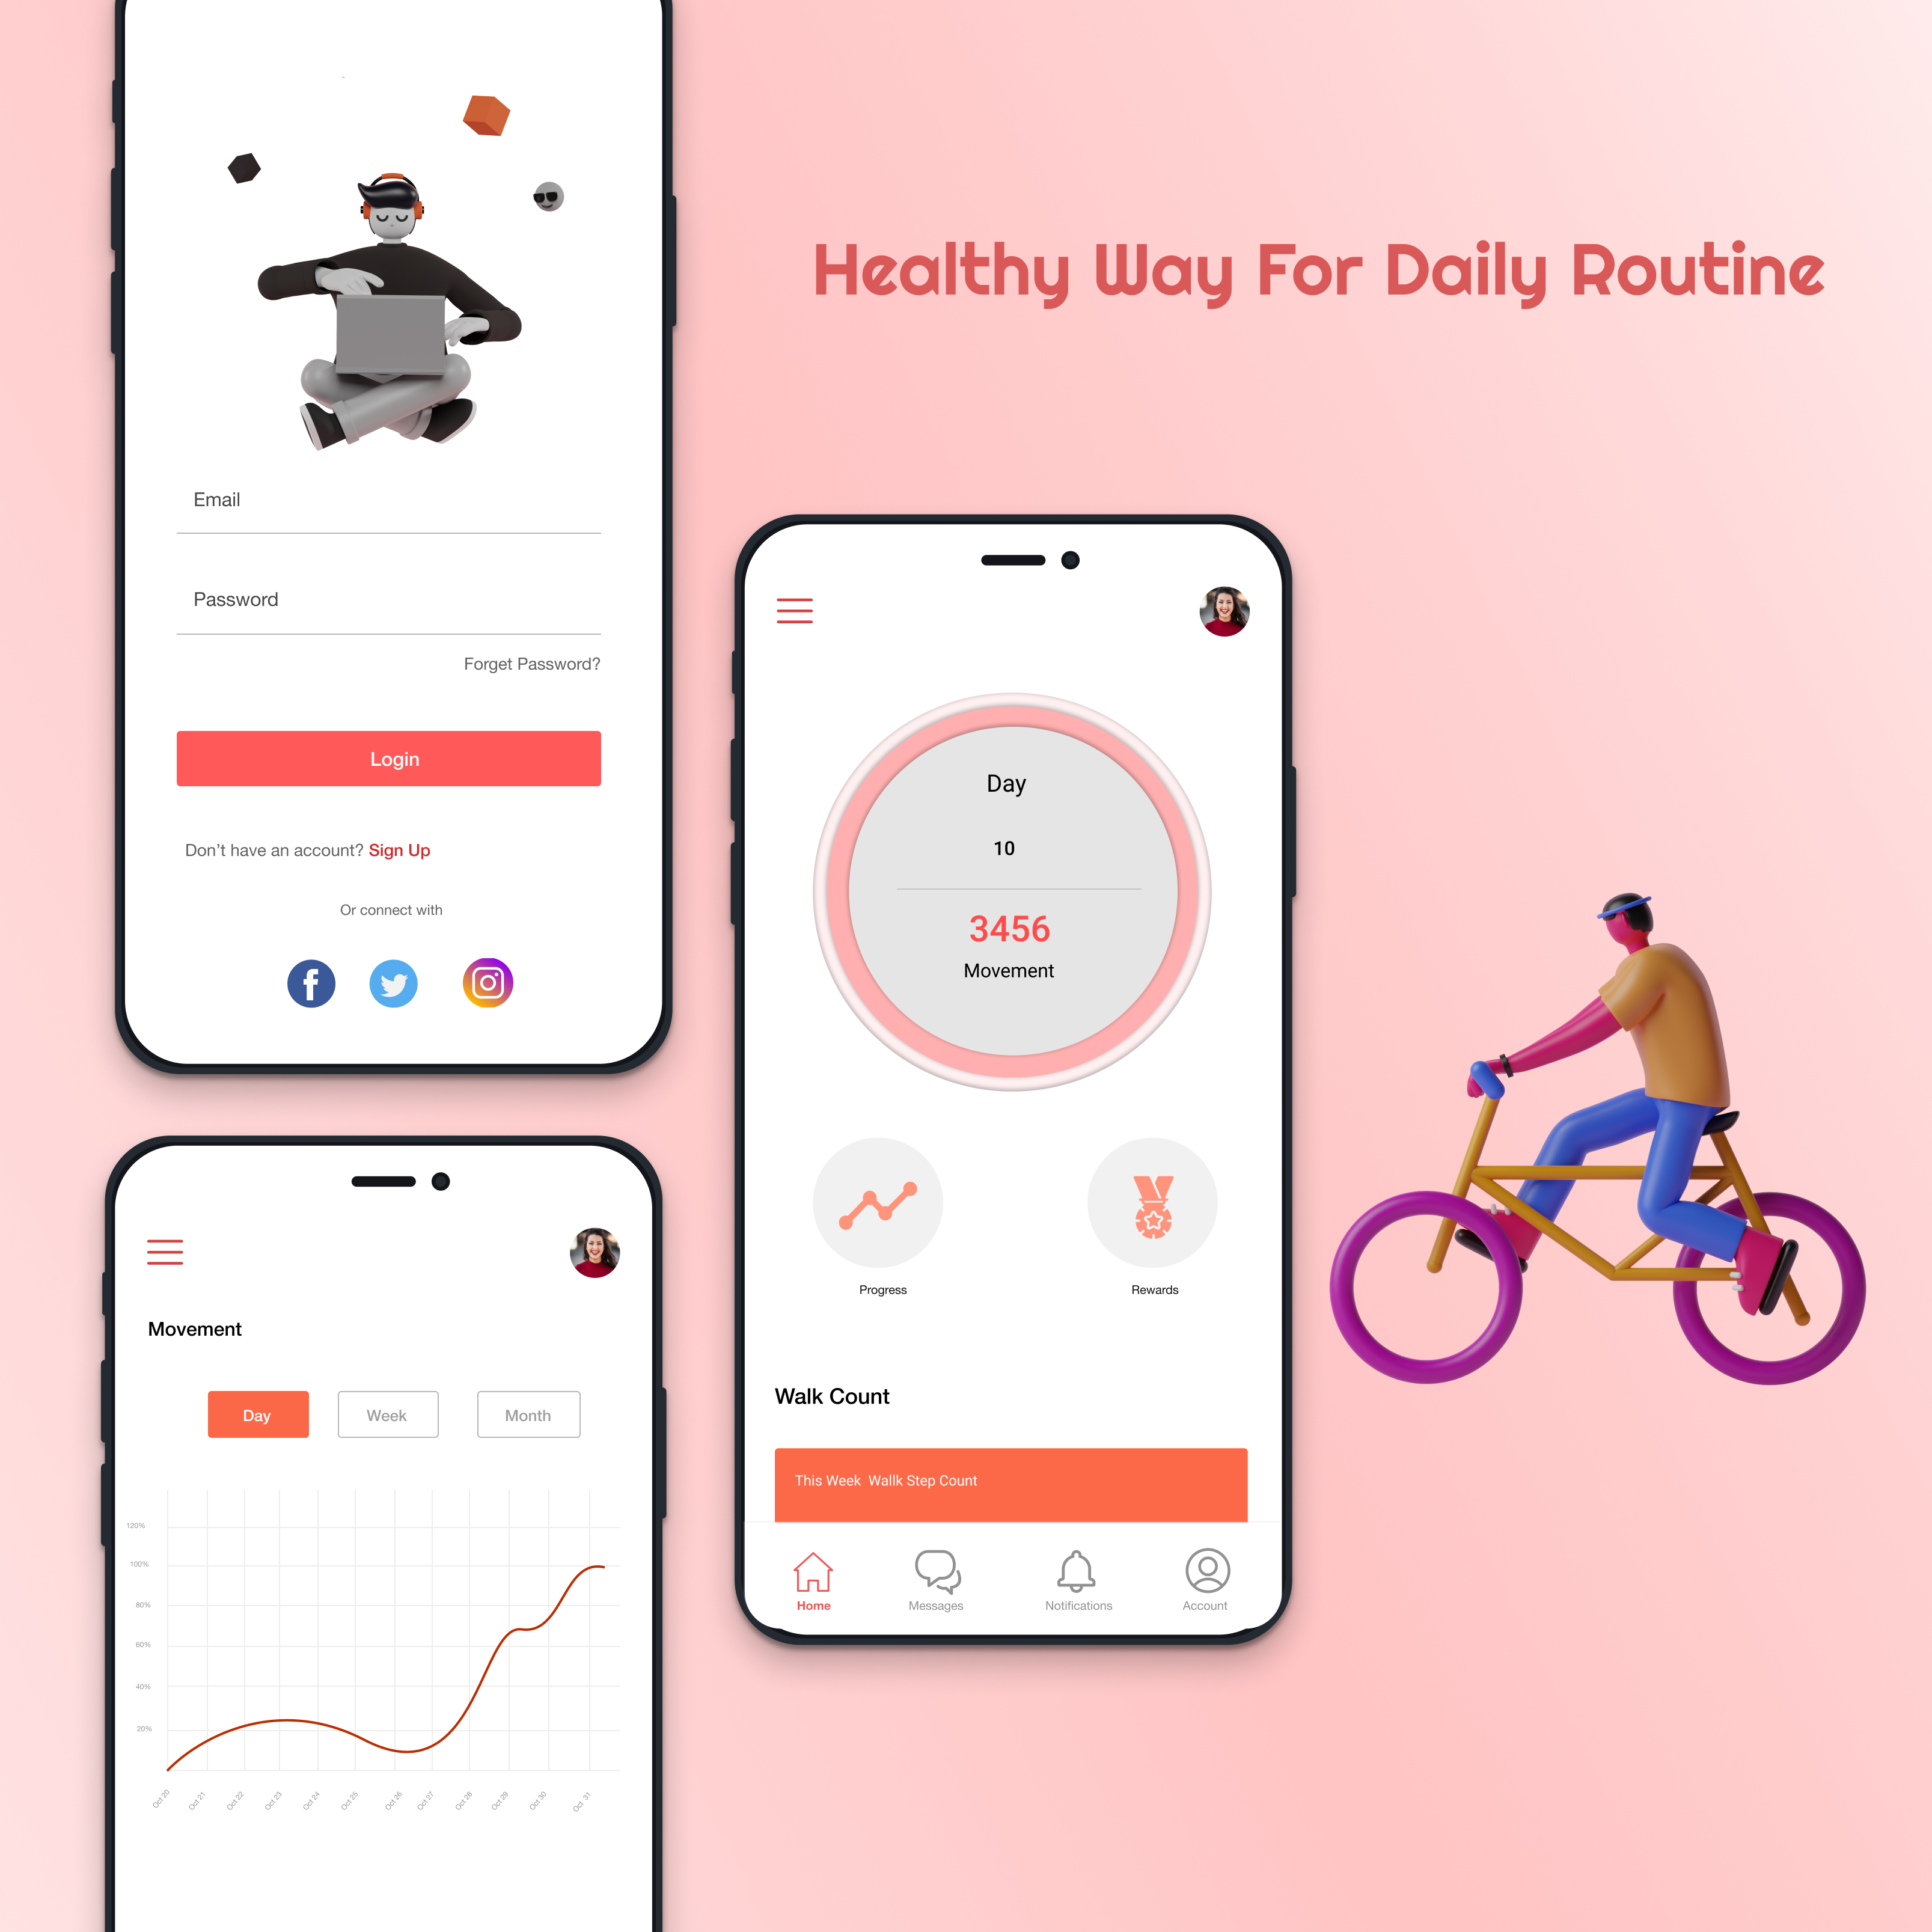 Healthy Way For Daily Routine
Email
Password
Forget Password?
Login
Don't have an account? Sign Up
Or connect with
f
Day
10
3456
Movement
Progress
Rewards
Walk Count
This Week  Wallk Step Count
Home
Messages
Notifications
Account
Movement
Day
Week
Month
120%
100%
80%
60%
40%
20%
Oct 20
Oct 21
Oct 22
Oct 23
Oct 24
Oct 25
Oct 26
Oct 27
Oct 28
Oct 29
Oct 30
Oct 31